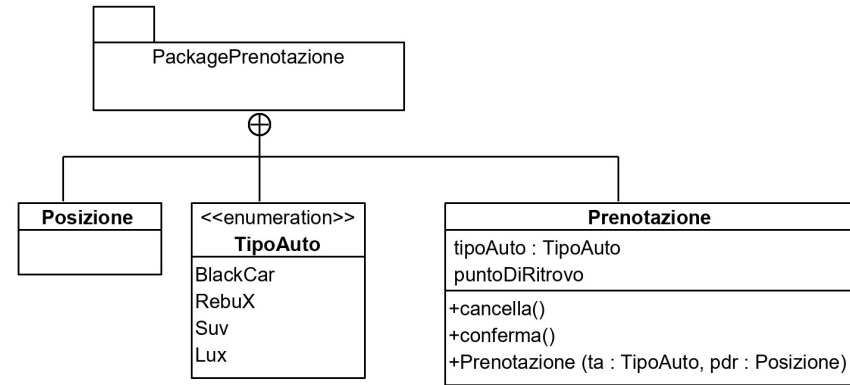 PackagePrenotazione
Posizione
<<enumeration>>
TipoAuto
BlackCar
RebuX
Suv
Lux
Prenotazione
tipoAuto : TipoAuto
puntoDiRitrovo
+cancella()
+conferma()
+Prenotazione (ta : TipoAuto, pdr : Posizione)